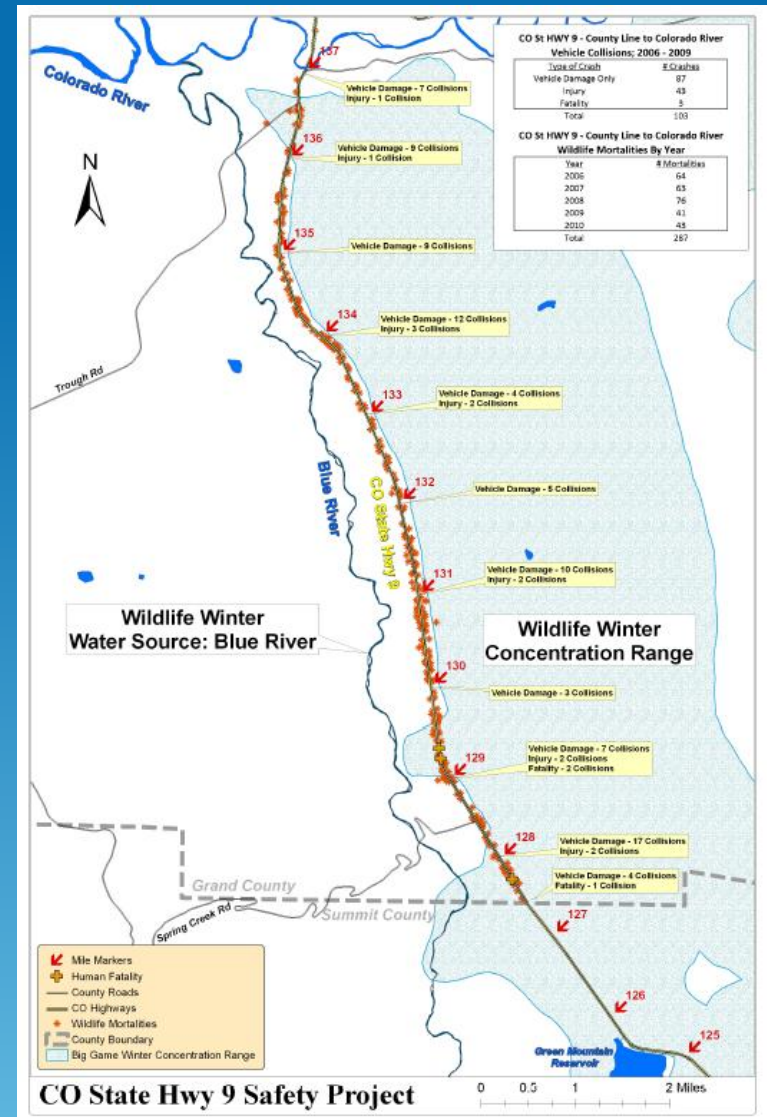 CO St HWY 9 - County Line to Colorado River
Vehicle Collisions; 2006 - 2009
Type of Crash # Crashes
Vehicle Damage Only 87
Injury
Fatality 3
Total 103
CO St HWY 9 - County Line to Colorado River
Wildlife Mortalities By Year
Year # Mortalities
2006 64
2007 63
2008 76
2009 41
2010 43
Total 287
137
Colorado River
Vehicle Damage - 7 Collisions
Injury - 1 Collision
N
136
Vehicle Damage - 9 Collisions
Injury - 1 Collision
135
Vehicle Damage - 9 Collisions
134
Vehicle Damage - 12 Collisions
Injury - 3 Collisions
Trough Rd
133
Vehicle Damage - 4 Collisions
Injury - 2 Collisions
Blue River
CO State Hwy 9
132
Vehicle Damage - 5 Collisions
131
Vehicle Damage - 10 Collisions
Injury - 2 Collisions
Wildlife Winter
Water Source: Blue River
Wildlife Winter
Concentration Range
130
Vehicle Damage - 3 Collisions
129
Vehicle Damage - 7 Collisions
Injury - 2 Collisions
Fatality - 2 Collisions
128
Vehicle Damage - 17 Collisions
Injury - 2 Collisions
Vehicle Damage - 4 Collisions
Fatality - 1 Collision
Grand County
Summit County
Spring Creek Rd
127
126
125
Green Mountain
Reservoir
Mile Markers
Human Fatality
County Roads
CO Highways
Wildlife Mortalities
County Boundary
Big Game Winter Concentration Range
CO State Hwy 9 Safety Project
0 0.5 1 2 Miles